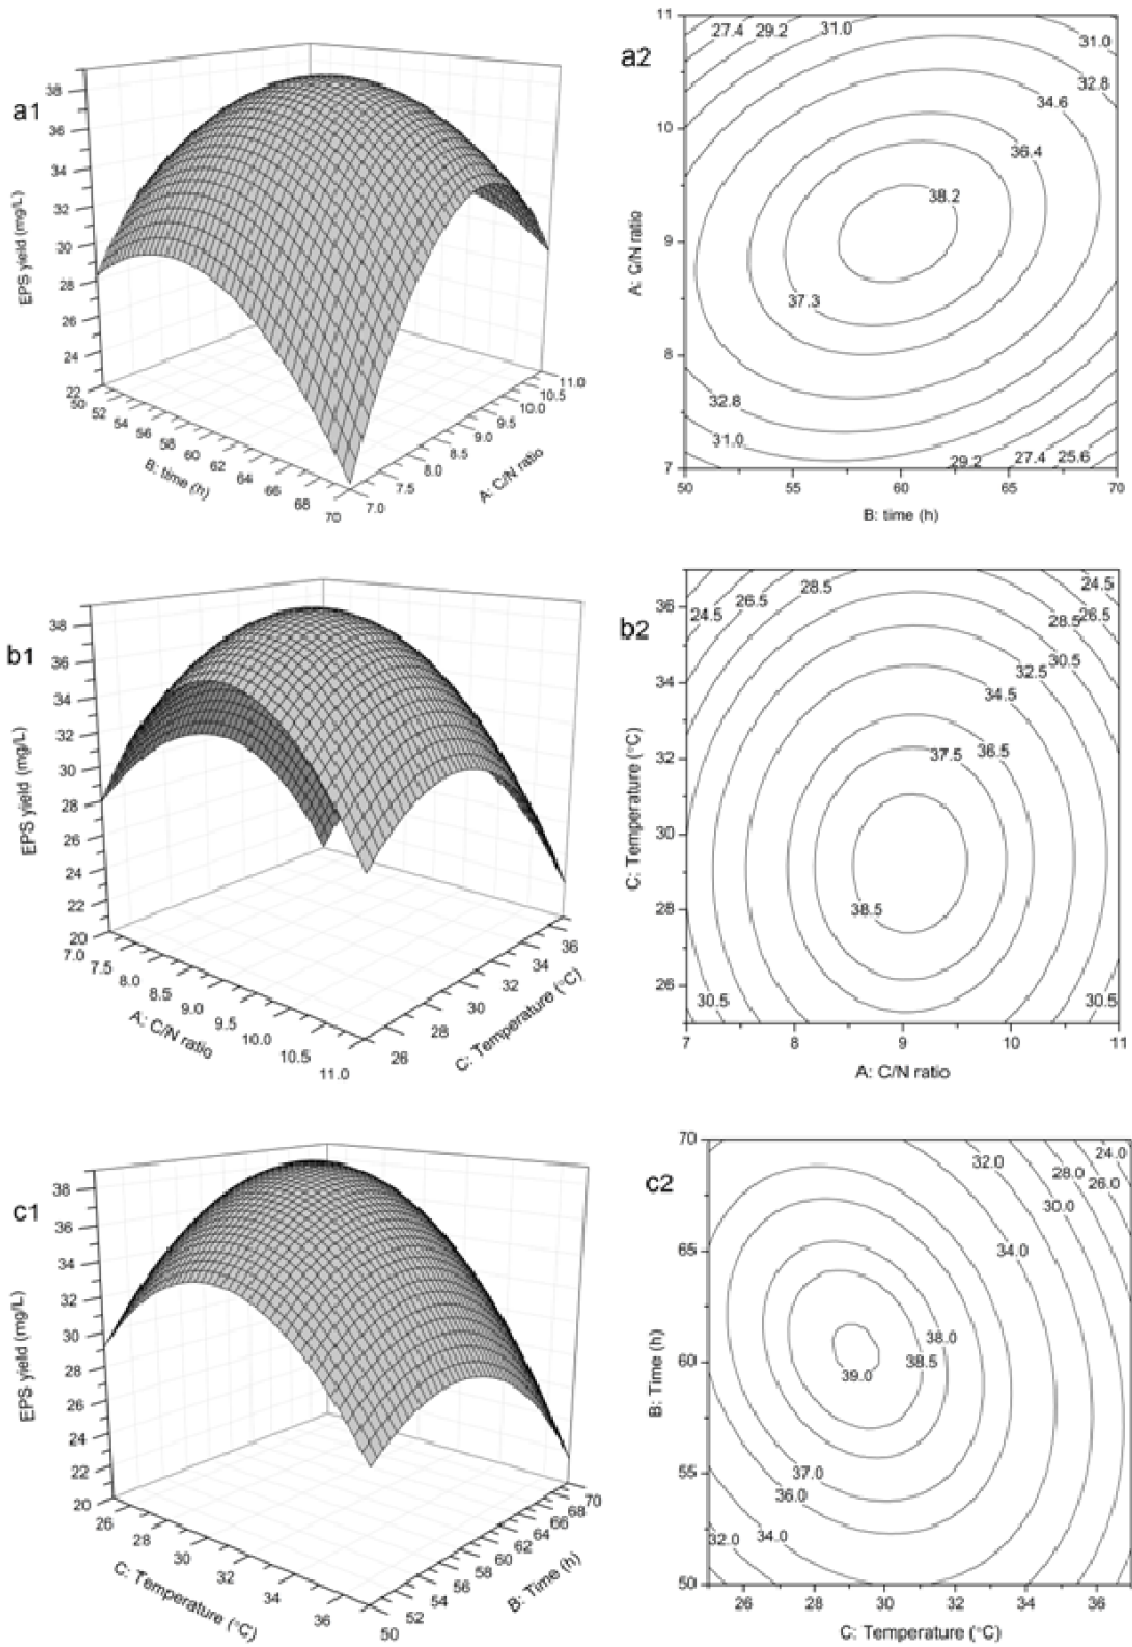 a1
EPS yield (mg/L)
38
36
34
32
30
28
26
24
22
50 52 54 56 58 60 62 64 66 68 70
B: time (h)
7.0 7.5 8.0 8.5 9.0 9.5 10.0 10.5 11.0
A: C/N ratio
a2
A: C/N ratio
11
10
9
8
7
27.4 29.2 31.0 31.0
32.8
34.6
36.4
38.2
37.3
32.8
31.0
29.2 27.4 25.6
50 55 60 65 70
B: time (h)
b1
EPS yield (mg/L)
38
36
34
32
30
28
26
24
22
20
7.0 7.5 8.0 8.5 9.0 9.5 10.0 10.5 11.0
A: C/N ratio
26 28 30 32 34 36
C: Temperature (°C)
b2
C: Temperature (°C)
36
34
32
30
28
26
24.5 26.5 28.5 24.5
28.5 26.5
30.5
32.5
34.5
36.5
37.5
38.5
30.5 30.5
7 8 9 10 11
A: C/N ratio
c1
EPS yield (mg/L)
38
36
34
32
30
28
26
24
22
20
26 28 30 32 34 36
C: Temperature (°C)
50 52 54 56 58 60 62 64 66 68 70
B: Time (h)
c2
B: Time (h)
70
65
60
55
50
32.0 28.0 24.0
26.0
30.0
34.0
38.0
38.5
39.0
37.0
36.0
32.0 34.0
26 28 30 32 34 36
C: Temperature (°C)